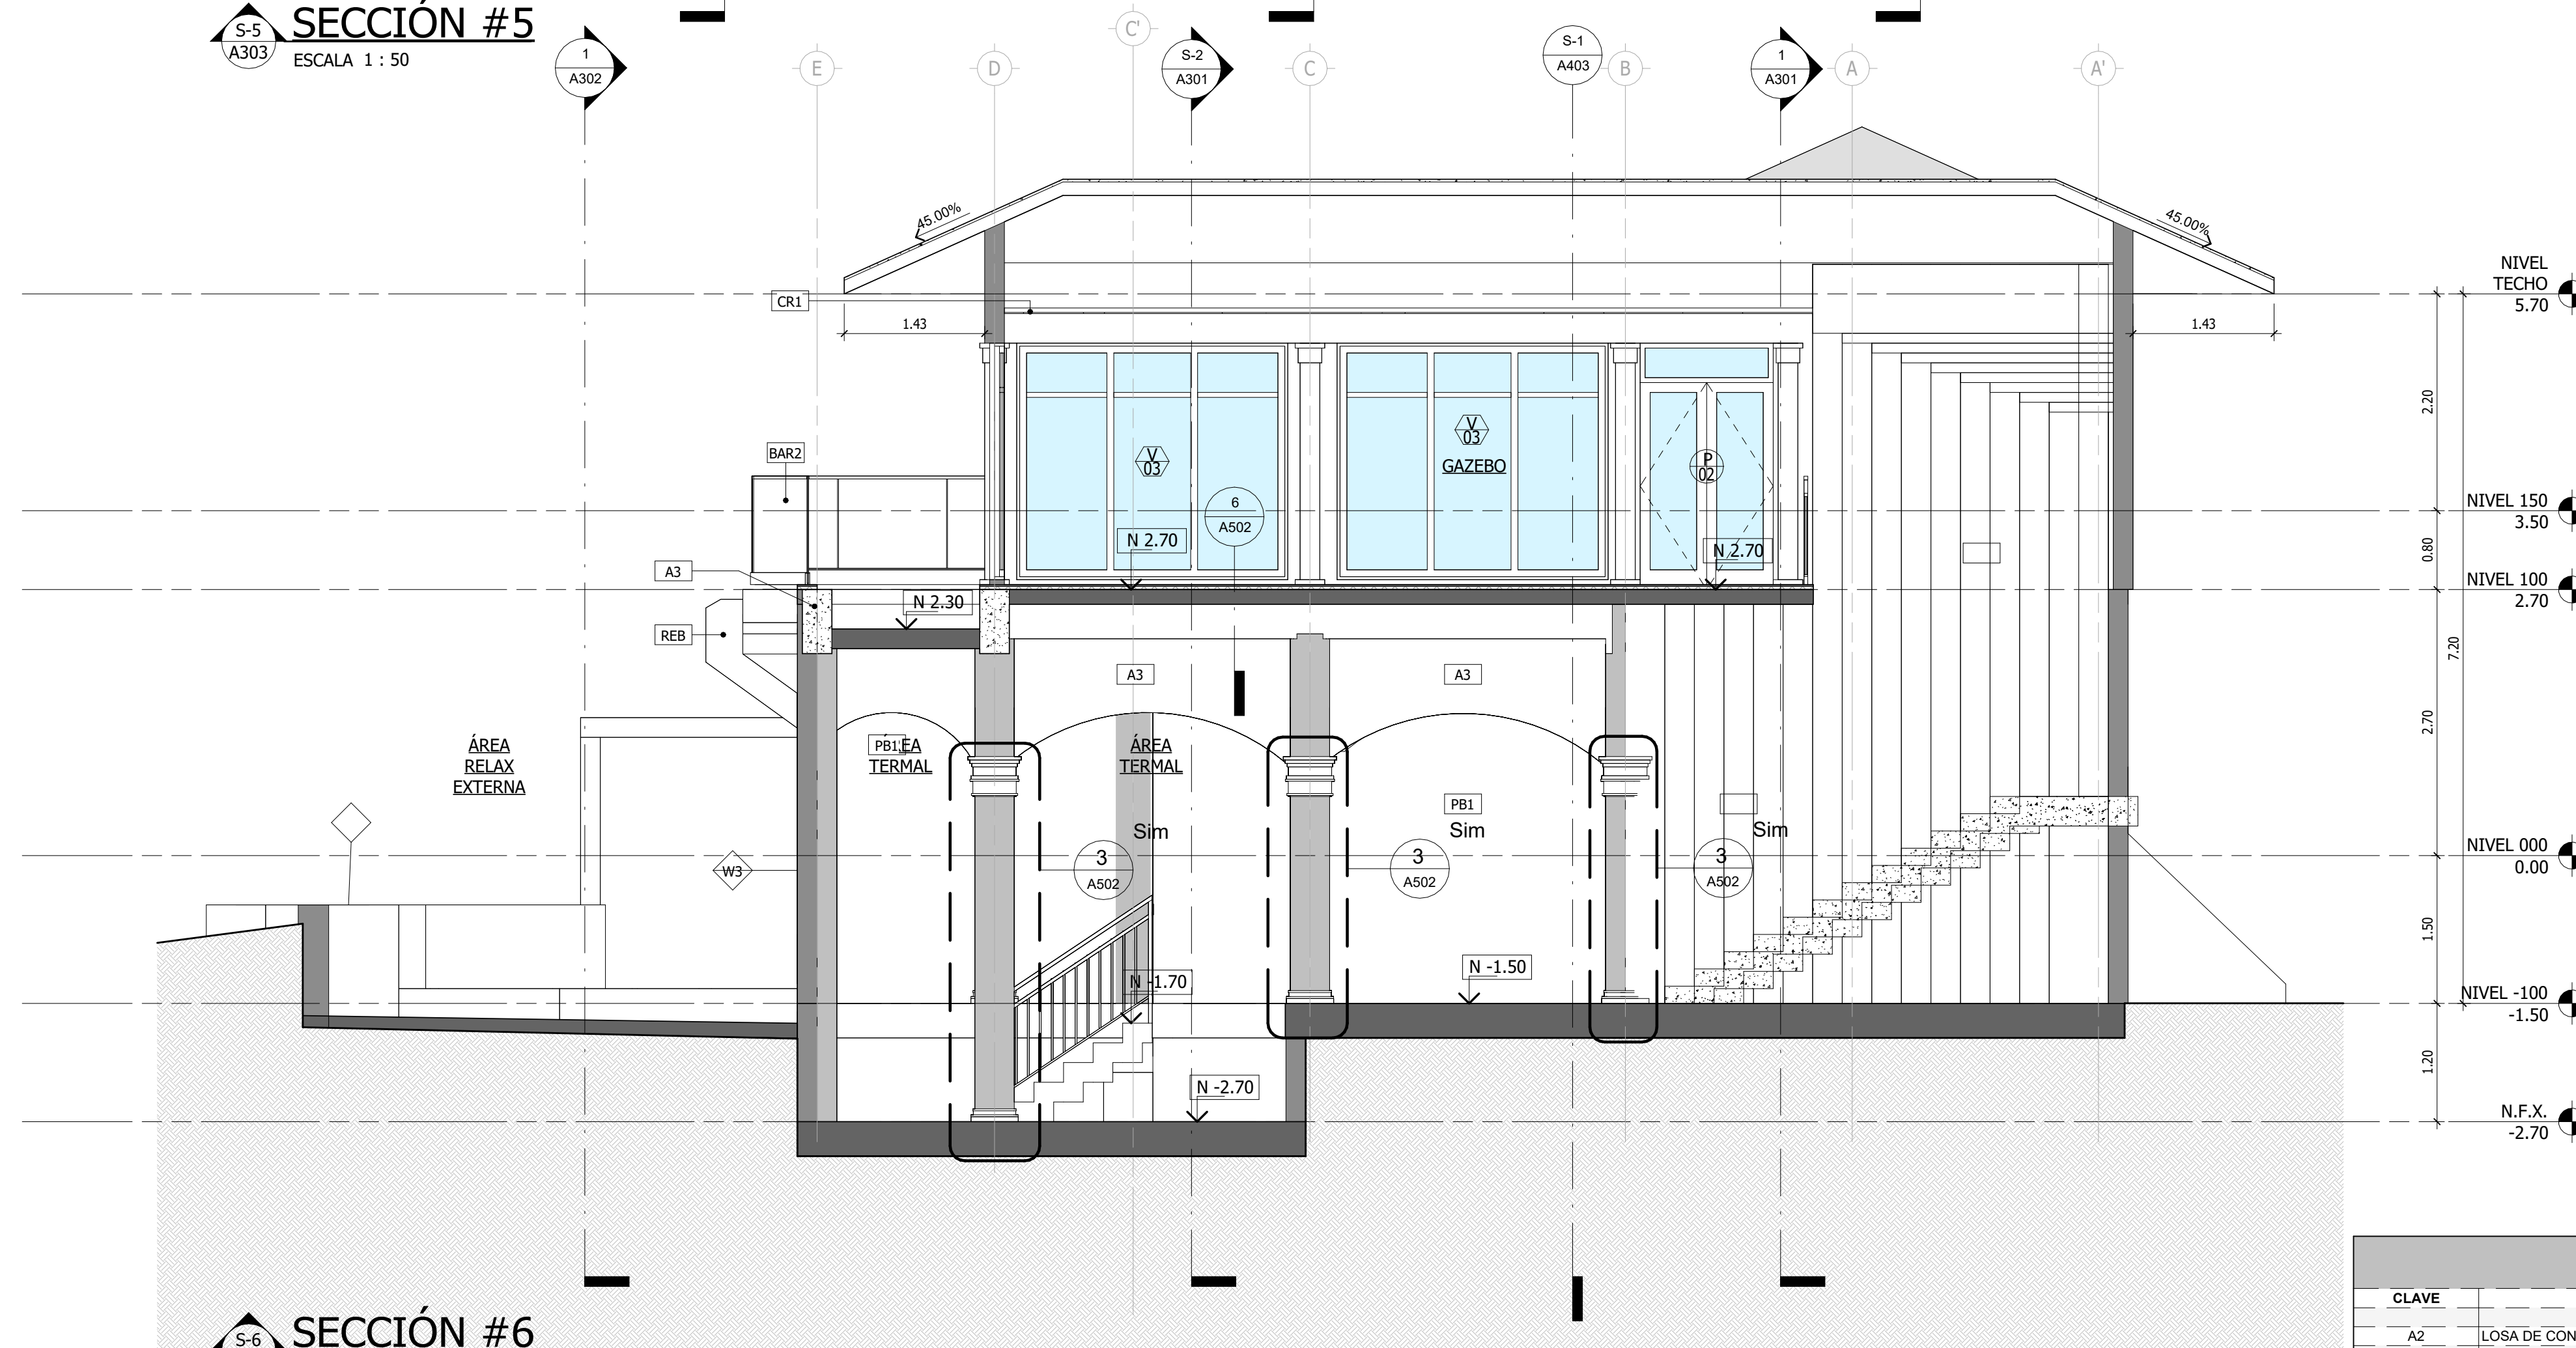 S-5
A303
SECCIÓN #5
ESCALA 1 : 50
1
A302
E
D
C'
S-2
A301
C
S-1
A403
B
1
A301
A
A'
45.00%
45.00%
NIVEL
TECHO
5.70
CR1
1.43
1.43
2.20
BAR2
V
03
V
03
GAZEBO
P
02
6
A502
NIVEL 150
3.50
N 2.70
N 2.70
0.80
A3
NIVEL 100
2.70
N 2.30
REB
7.20
A3
A3
2.70
ÁREA
RELAX
EXTERNA
PB1
EA
TERMAL
ÁREA
TERMAL
PB1
Sim
Sim
Sim
NIVEL 000
0.00
W3
3
A502
3
A502
3
A502
1.50
N -1.70
N -1.50
NIVEL -100
-1.50
1.20
N -2.70
N.F.X.
-2.70
CLAVE
A2
LOSA DE CON
S-6
SECCIÓN #6